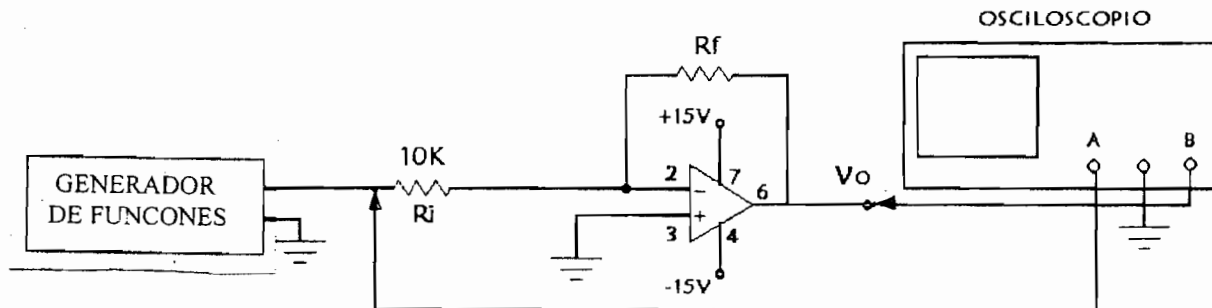 OSCILOSCOPIO
Rf
+15V
A
B
10K
GENERADOR
DE FUNCONES
Ri
2
7
6
Vo
-
+
3
4
-15V